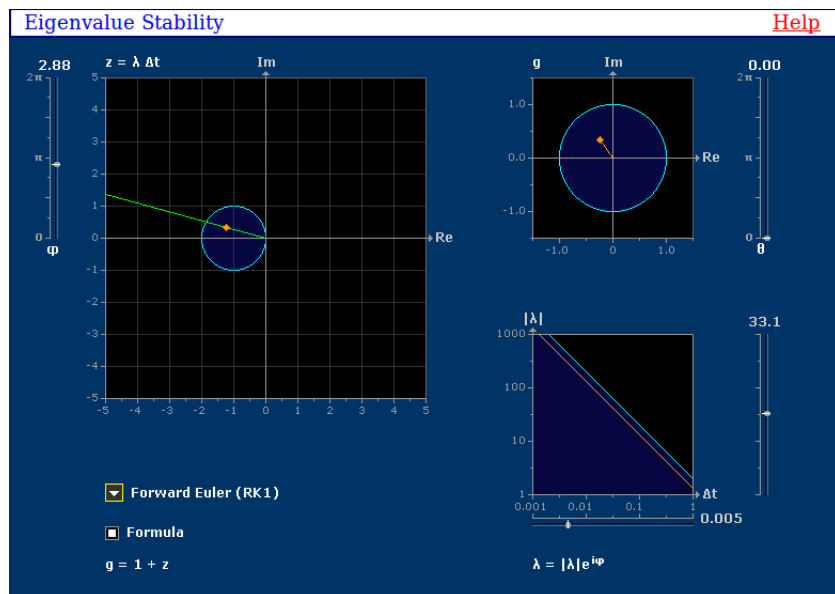 Eigenvalue Stability Help
2.88 z = λ Δt Im g Im 0.00
2π 5 1.0 2π
4
3
π 2 0.0 Re π
1
0 0 Re -1.0 0
φ -1 -1.0 0 1.0 θ
-2
-3 |λ| 33.1
-4 1000
-5 100
-5 -4 -3 -2 -1 0 1 2 3 4 5 10
1 Δt
0.001 0.01 0.1 1 0.005
Forward Euler (RK1)
Formula
g = 1 + z λ = |λ|e^iφ